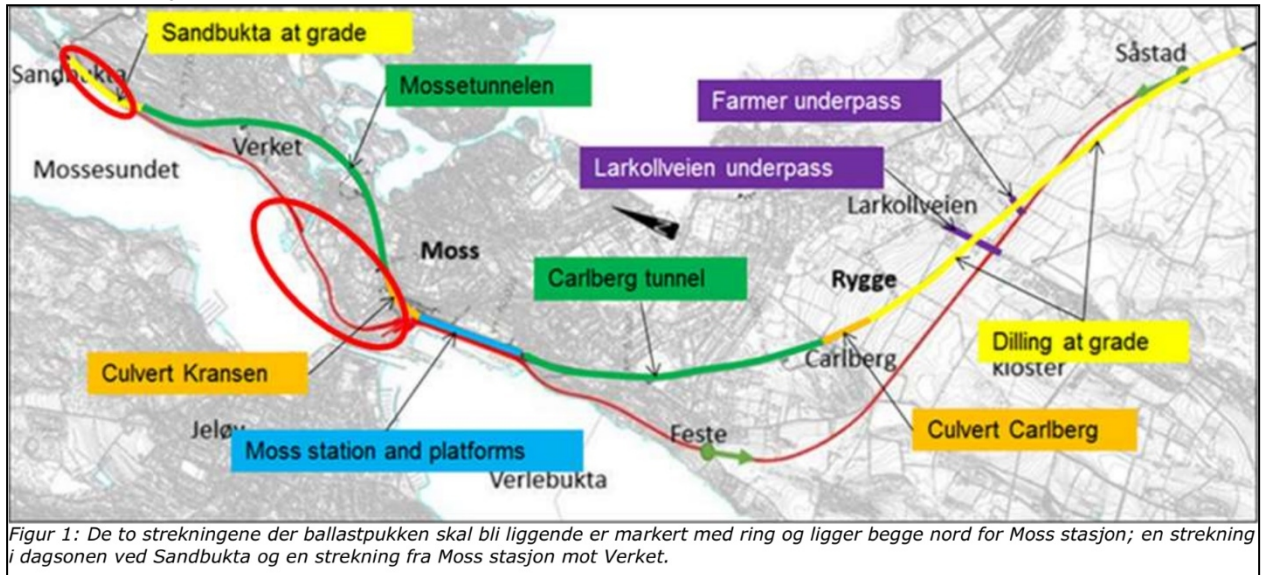 Sandbukta at grade
Såstad
Sandbukta
Mossetunnelen
Farmer underpass
Verket
Mossesundet
Larkollveien underpass
Larkollveien
Moss
Carlberg tunnel
Rygge
Dilling at grade
Carlberg
kloster
Culvert Kransen
Jeløy
Feste
Culvert Carlberg
Moss station and platforms
Verlebukta
Figur 1: De to strekningene der ballastpukken skal bli liggende er markert med ring og ligger begge nord for Moss stasjon; en strekning
i dagsonen ved Sandbukta og en strekning fra Moss stasjon mot Verket.